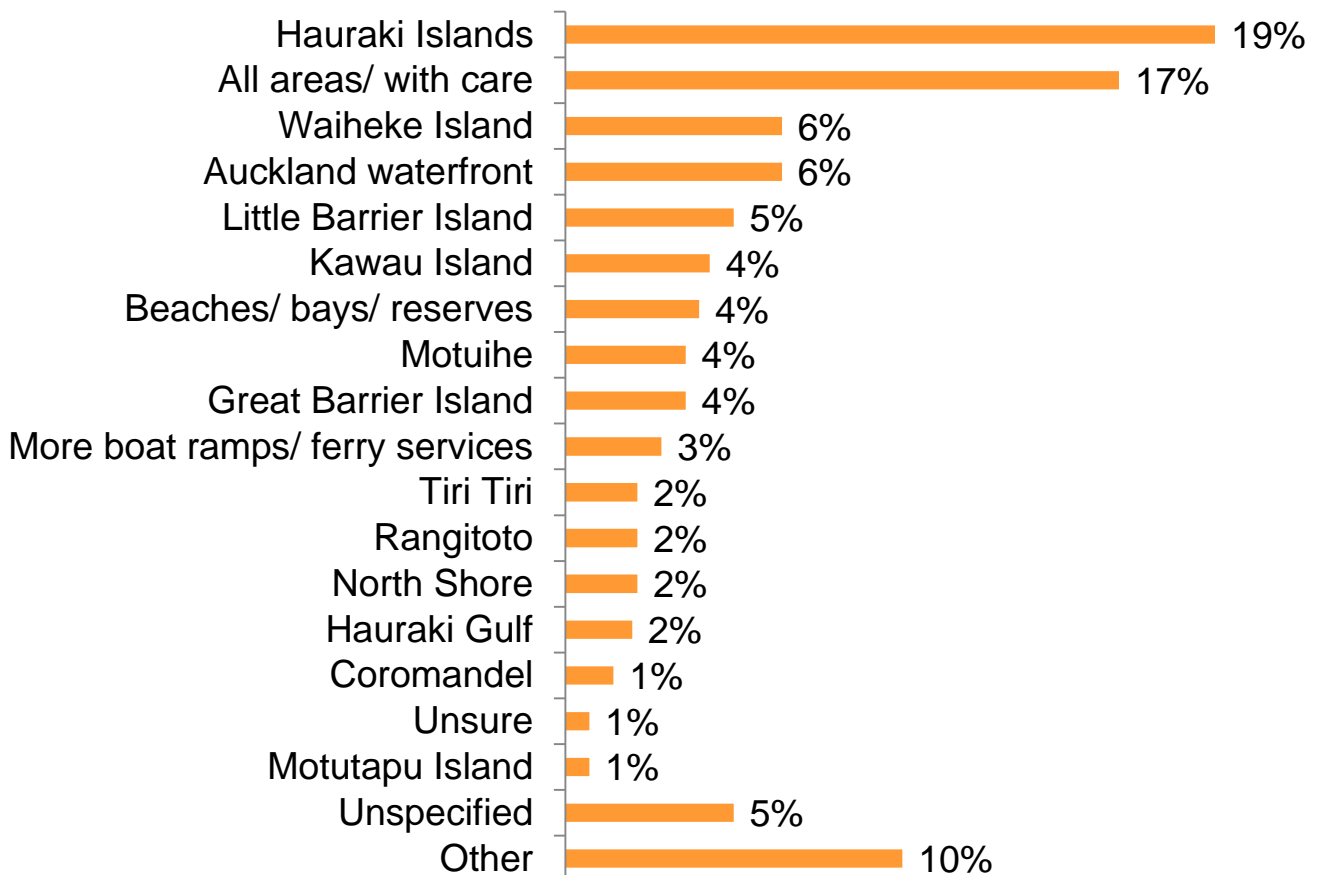 Hauraki Islands 19%
All areas/ with care 17%
Waiheke Island 6%
Auckland waterfront 6%
Little Barrier Island 5%
Kawau Island 4%
Beaches/ bays/ reserves 4%
Motuihe 4%
Great Barrier Island 4%
More boat ramps/ ferry services 3%
Tiri Tiri 2%
Rangitoto 2%
North Shore 2%
Hauraki Gulf 2%
Coromandel 1%
Unsure 1%
Motutapu Island 1%
Unspecified 5%
Other 10%